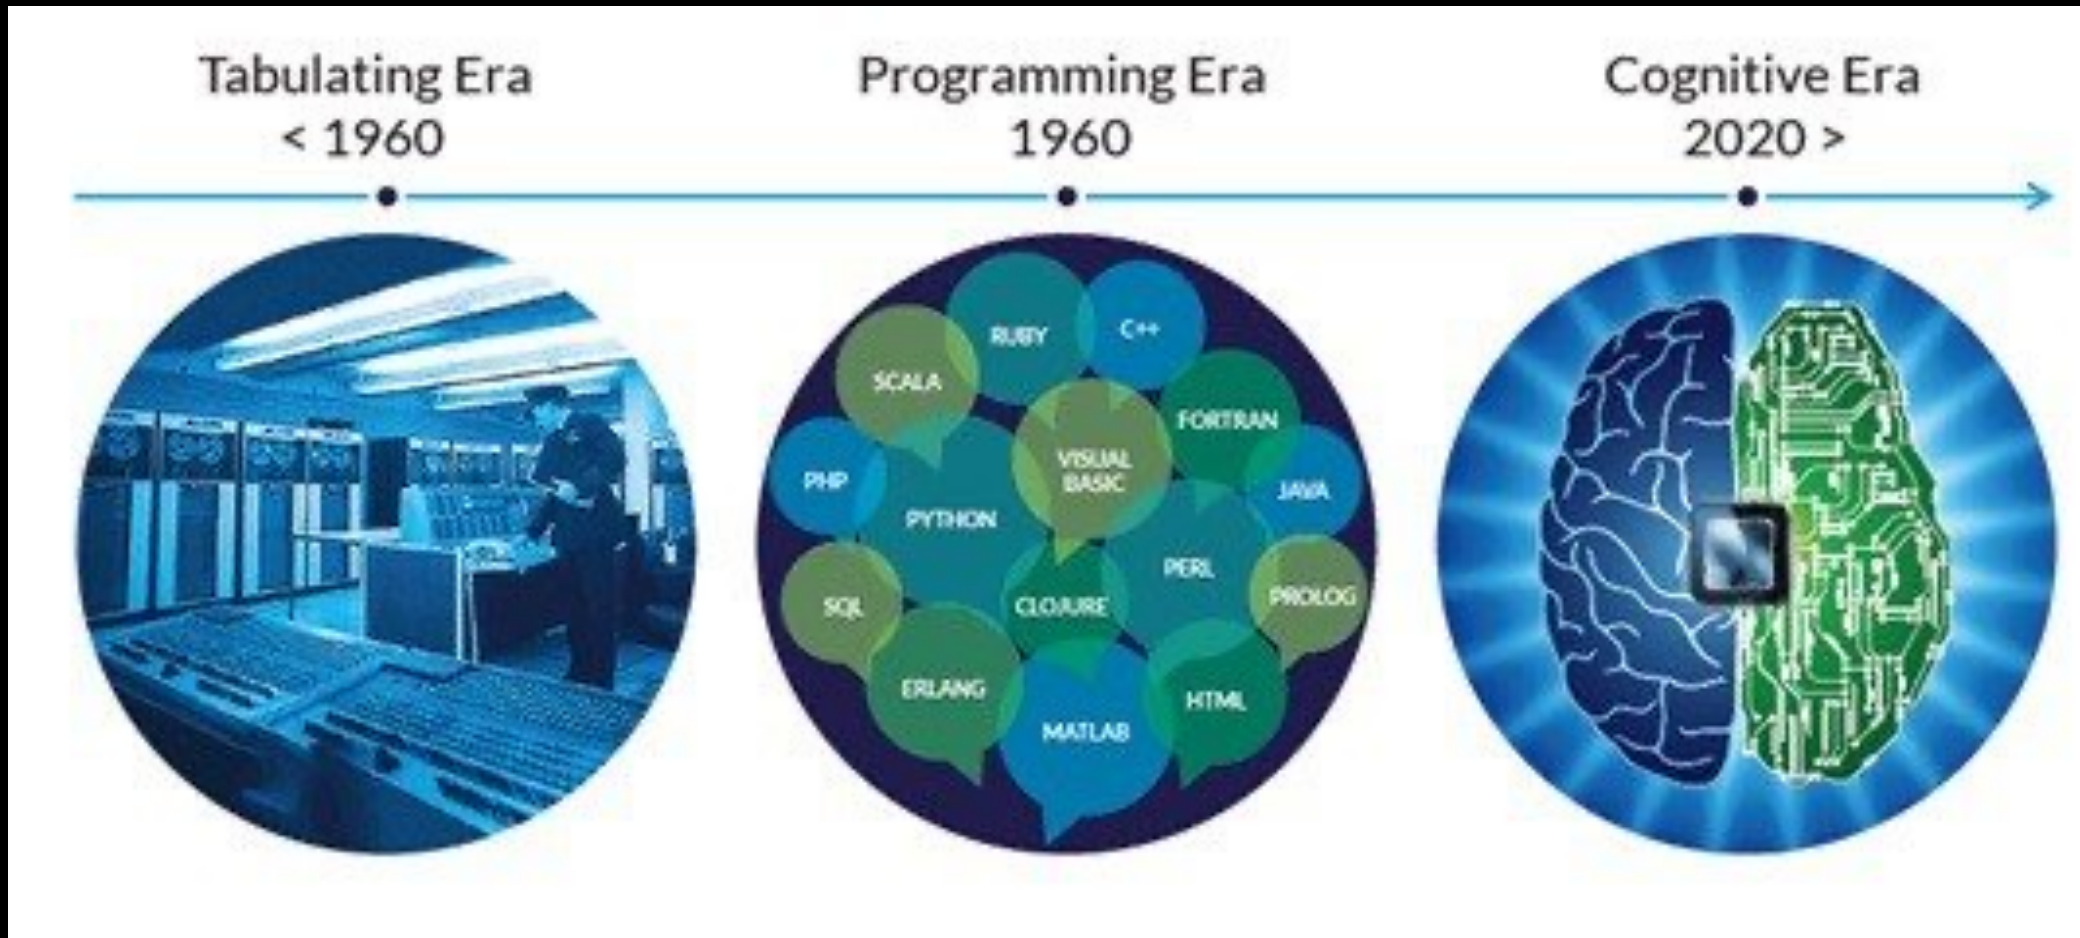 Tabulating Era
< 1960
Programming Era
1960
Cognitive Era
2020 >
RUBY
C++
SCALA
FORTRAN
VISUAL
BASIC
PHP
JAVA
PYTHON
PERL
PROLOG
SQL
CLOJURE
ERLANG
HTML
MATLAB